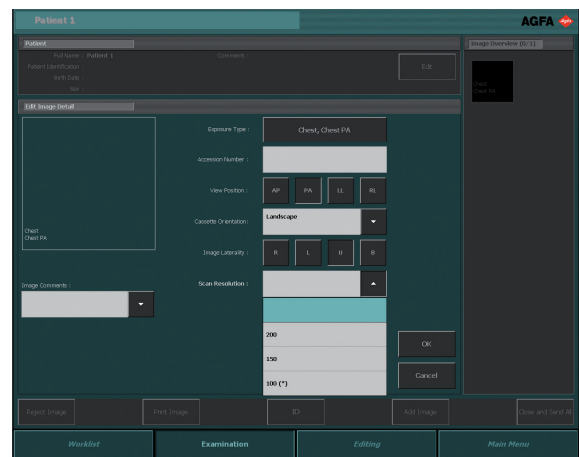 Patient 1
AGFA
Patient
Full Name : Patient 1
Comment :
Patient Identification :
Birth Date :
Sex :
Edit
Image Overview (0/1)
Chest
Chest PA
Edit Image Detail
Chest
Chest PA
Image Comments :
Exposure Type :
Chest, Chest PA
Accession Number :
View Position :
AP
PA
LL
RL
Cassette Orientation:
Landscape
Image Laterality :
R
L
U
B
Scan Resolution :
200
150
100 (*)
OK
Cancel
Reject Image
Print Image
ID
Add Image
Close and Send All
Worklist
Examination
Editing
Main Menu